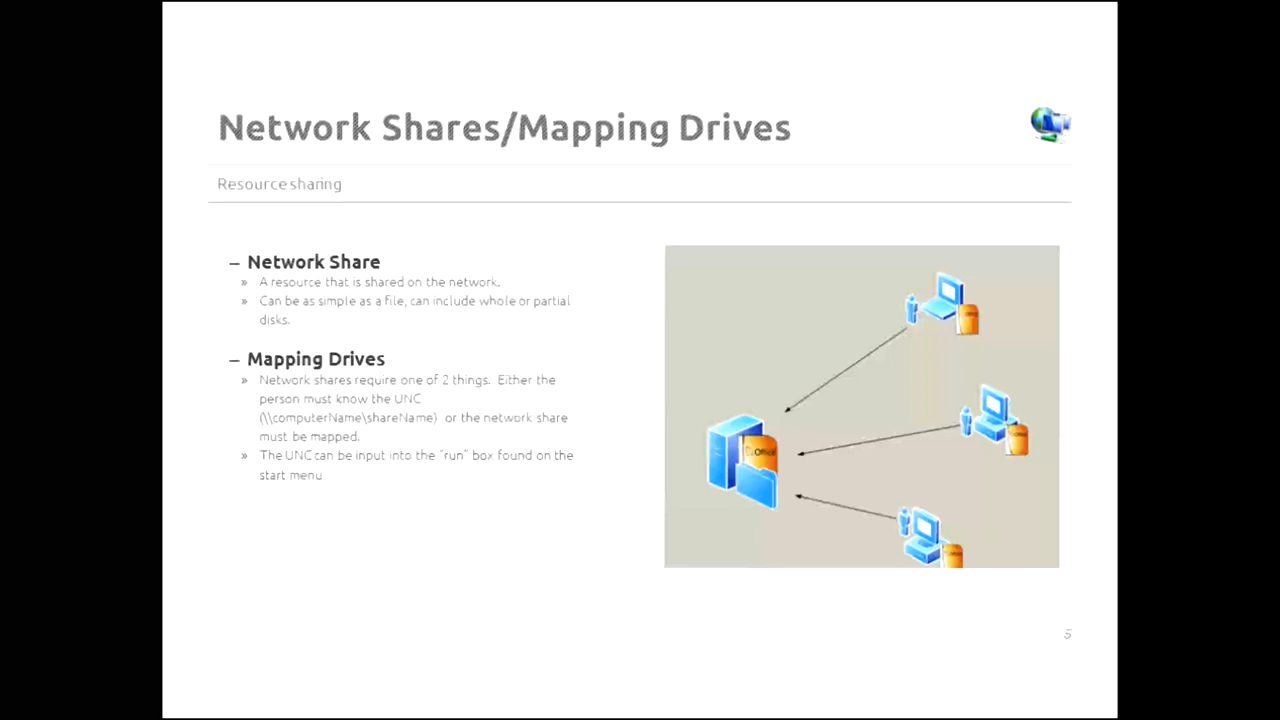 Network Shares/Mapping Drives
Resource sharing
– Network Share
» A resource that is shared on the network.
» Can be as simple as a file, can include whole or partial
disks.
– Mapping Drives
» Network shares require one of 2 things. Either the
person must know the UNC
(\\computerName\shareName) or the network share
must be mapped.
» The UNC can be input into the "run" box found on the
start menu
5